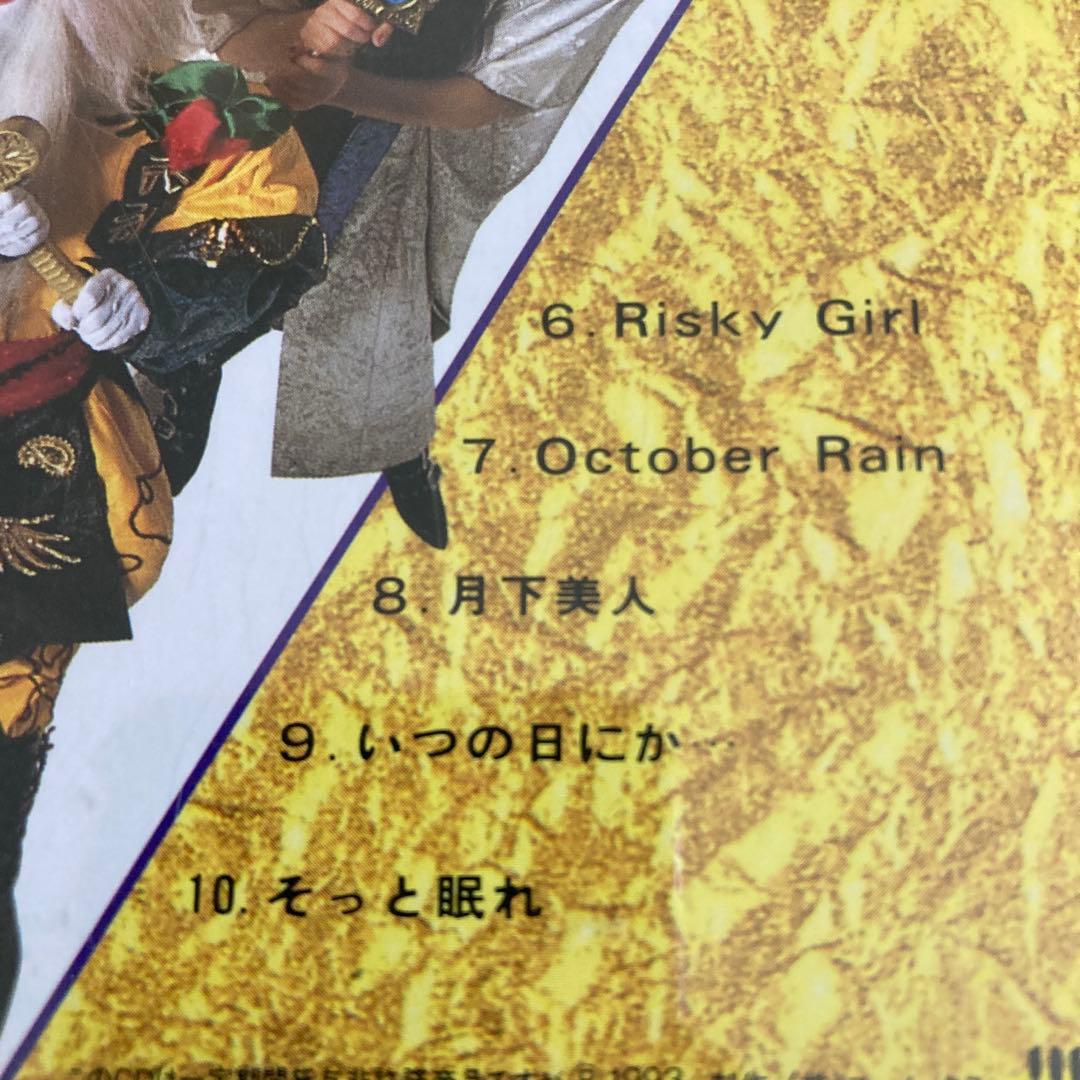 6.Risky Girl
7.October Rain
8.月下美人
9.いつの日にか…
10.そっと眠れ